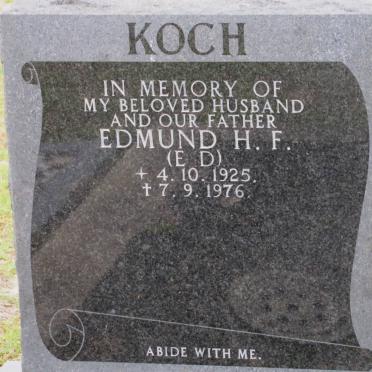 KOCH
IN MEMORY OF
MY BELOVED HUSBAND
AND OUR FATHER
EDMUND H. F.
(E D)
+ 4. 10. 1925.
✝ 7. 9. 1976.
ABIDE WITH ME.